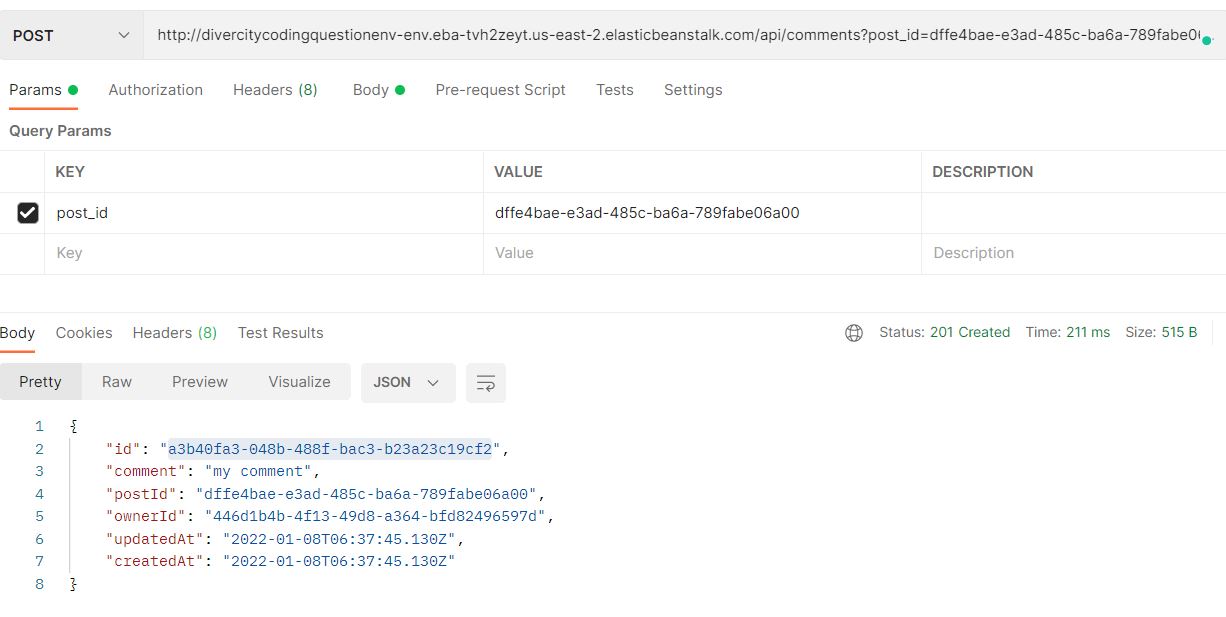 POST http://divercitycodingquestionenv-env.eba-tvh2zeyt.us-east-2.elasticbeanstalk.com/api/comments?post_id=dffe4bae-e3ad-485c-ba6a-789fabe0
Params Authorization Headers (8) Body Pre-request Script Tests Settings
Query Params
KEY VALUE DESCRIPTION
post_id dffe4bae-e3ad-485c-ba6a-789fabe06a00
Key Value Description
Body Cookies Headers (8) Test Results Status: 201 Created Time: 211 ms Size: 515 B
Pretty Raw Preview Visualize JSON
1 {
2 "id": "a3b40fa3-048b-488f-bac3-b23a23c19cf2",
3 "comment": "my comment",
4 "postId": "dffe4bae-e3ad-485c-ba6a-789fabe06a00",
5 "ownerId": "446d1b4b-4f13-49d8-a364-bfd82496597d",
6 "updatedAt": "2022-01-08T06:37:45.130Z",
7 "createdAt": "2022-01-08T06:37:45.130Z"
8 }